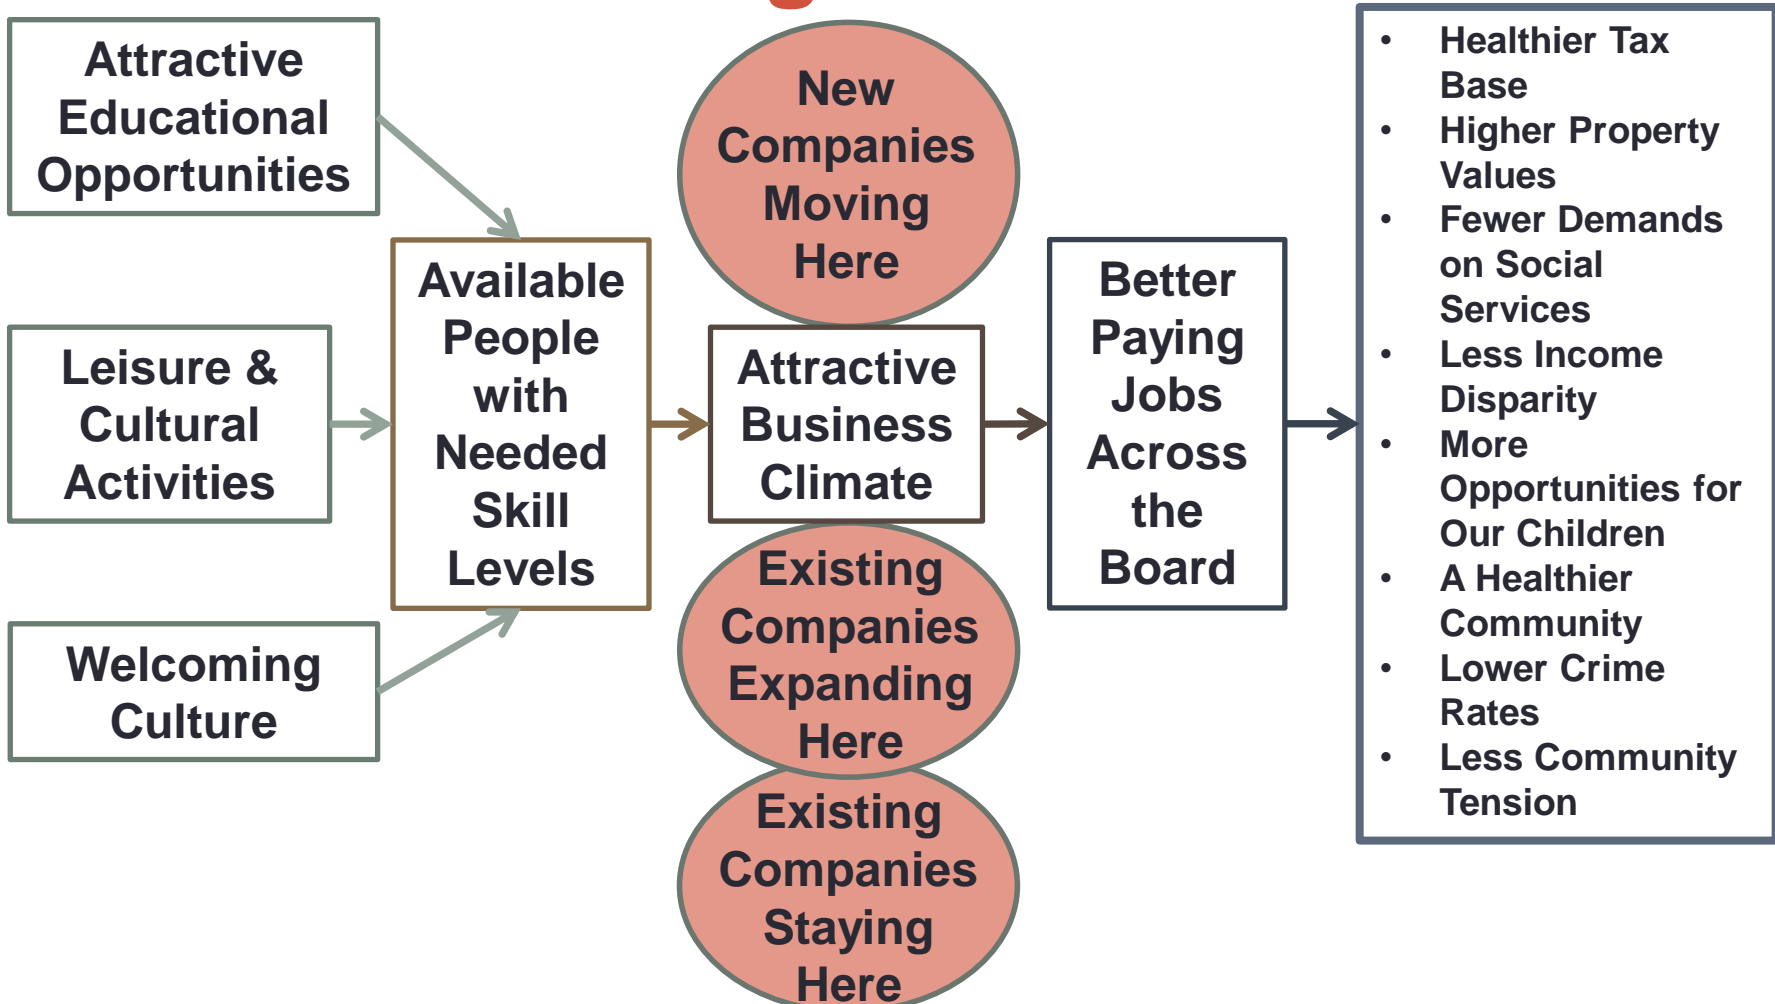 Attractive
Educational
Opportunities
Leisure &
Cultural
Activities
Welcoming
Culture
Available
People
with
Needed
Skill
Levels
New
Companies
Moving
Here
Attractive
Business
Climate
Existing
Companies
Expanding
Here
Existing
Companies
Staying
Here
Better
Paying
Jobs
Across
the
Board
• Healthier Tax
Base
• Higher Property
Values
• Fewer Demands
on Social
Services
• Less Income
Disparity
• More
Opportunities for
Our Children
• A Healthier
Community
• Lower Crime
Rates
• Less Community
Tension